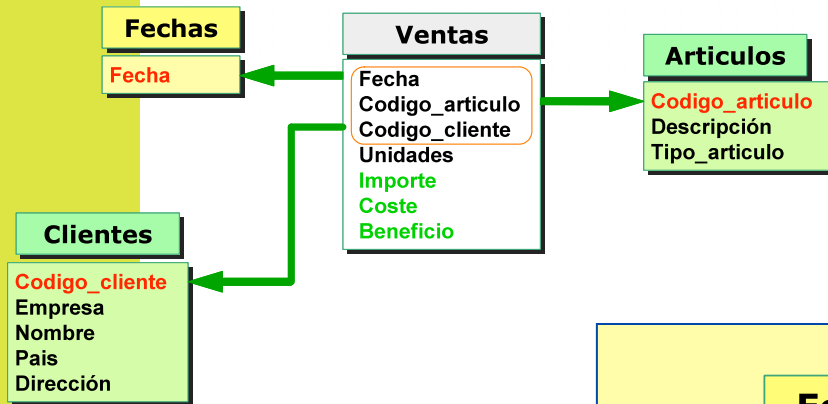 Fechas
Fecha
Ventas
Fecha
Codigo_articulo
Codigo_cliente
Unidades
Importe
Coste
Beneficio
Articulos
Codigo_articulo
Descripción
Tipo_articulo
Clientes
Codigo_cliente
Empresa
Nombre
Pais
Dirección